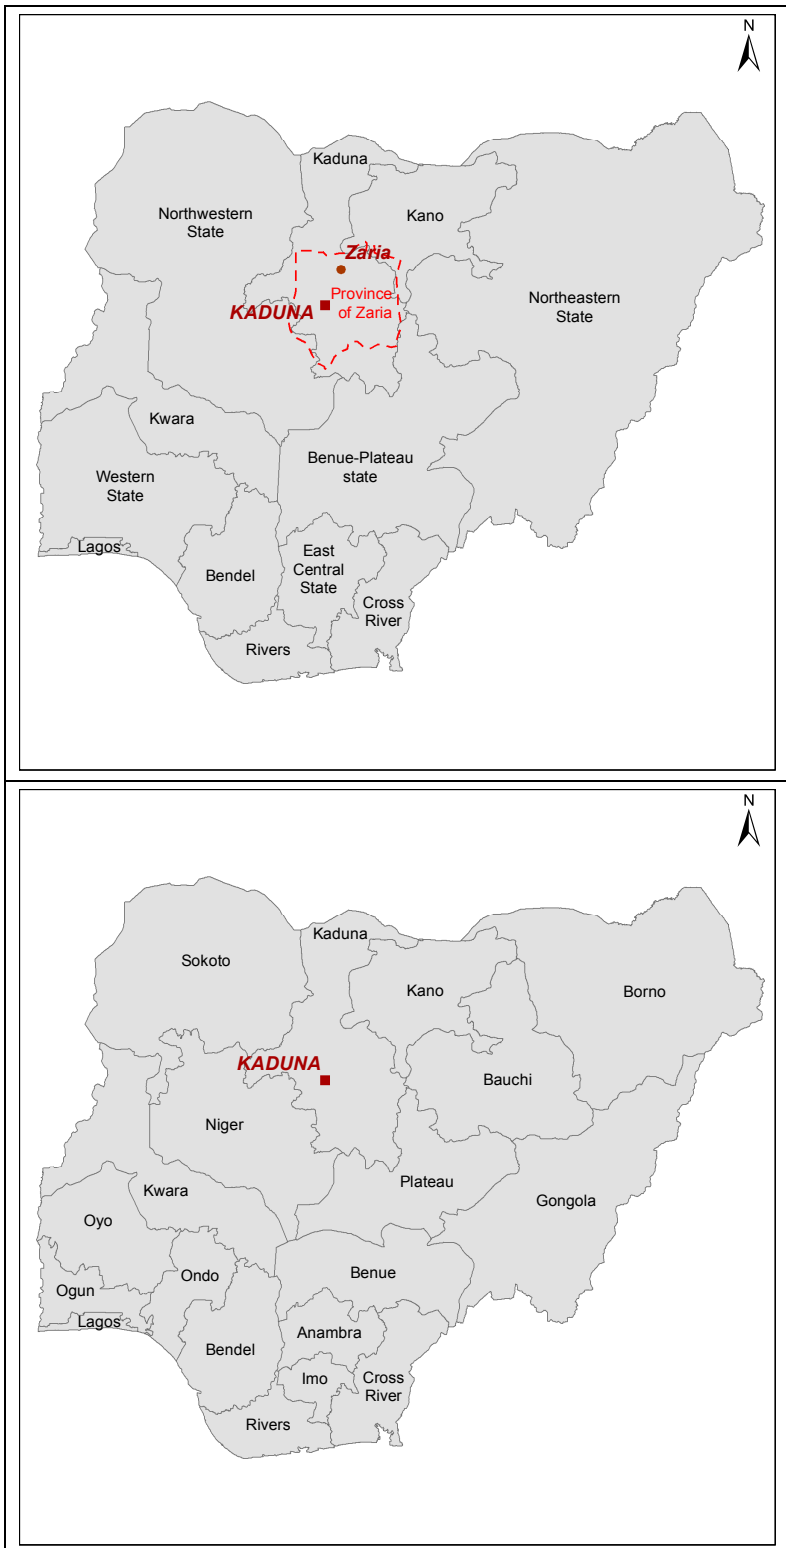 N
Kaduna
Northwestern
State
Kano
Zaria
Northeastern
State
Province
of Zaria
KADUNA
Kwara
Benue-Plateau
state
Western
State
Lagos
East
Central
State
Bendel
Cross
River
Rivers
N
Kaduna
Sokoto
Kano
Borno
KADUNA
Bauchi
Niger
Plateau
Kwara
Gongola
Oyo
Ondo
Benue
Ogun
Lagos
Anambra
Bendel
Imo
Cross
River
Rivers